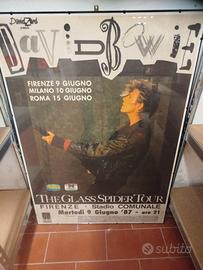 DAVID BOWIE
FIRENZE 9 GIUGNO
MILANO 10 GIUGNO
ROMA 15 GIUGNO
THE GLASS SPIDER TOUR
FIRENZE - Stadio COMUNALE
Martedì 9 Giugno '87 - ore 21
subito